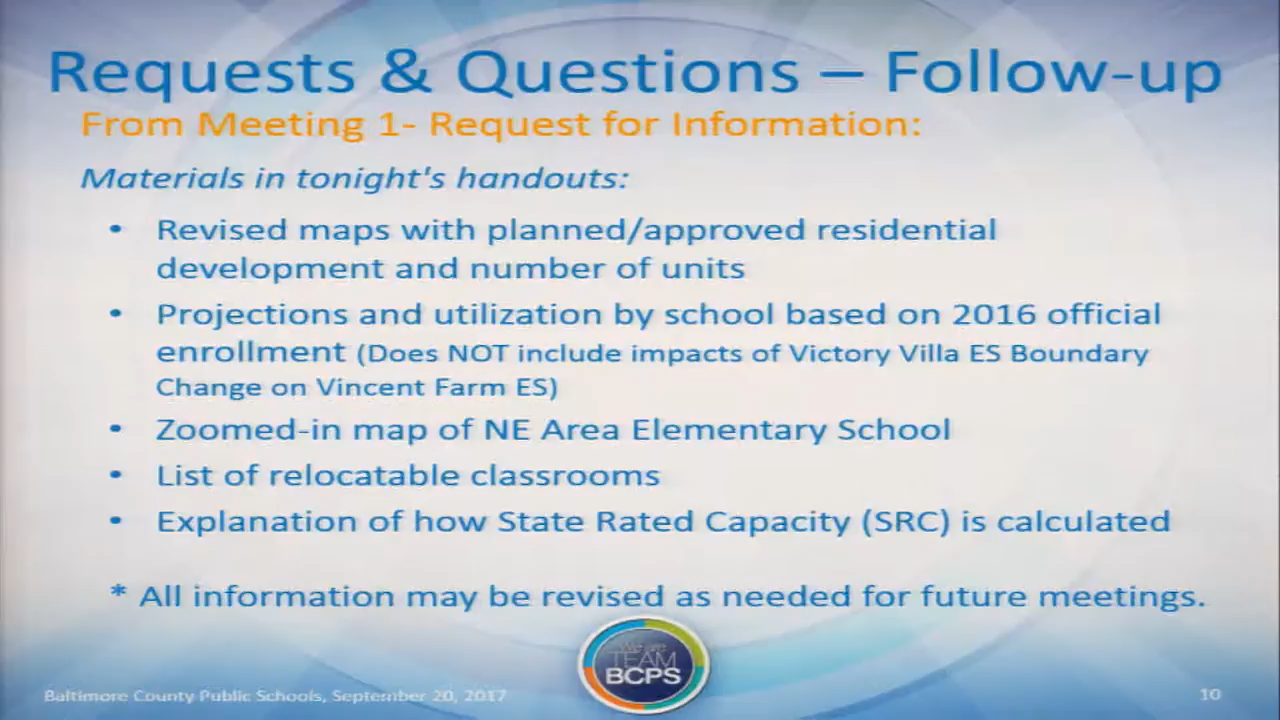 Requests & Questions – Follow-up
From Meeting 1- Request for Information:
Materials in tonight's handouts:
• Revised maps with planned/approved residential
development and number of units
• Projections and utilization by school based on 2016 official
enrollment (Does NOT include impacts of Victory Villa ES Boundary
Change on Vincent Farm ES)
• Zoomed-in map of NE Area Elementary School
• List of relocatable classrooms
• Explanation of how State Rated Capacity (SRC) is calculated
* All information may be revised as needed for future meetings.
We are
TEAM
BCPS
Baltimore County Public Schools, September 20, 2017
10